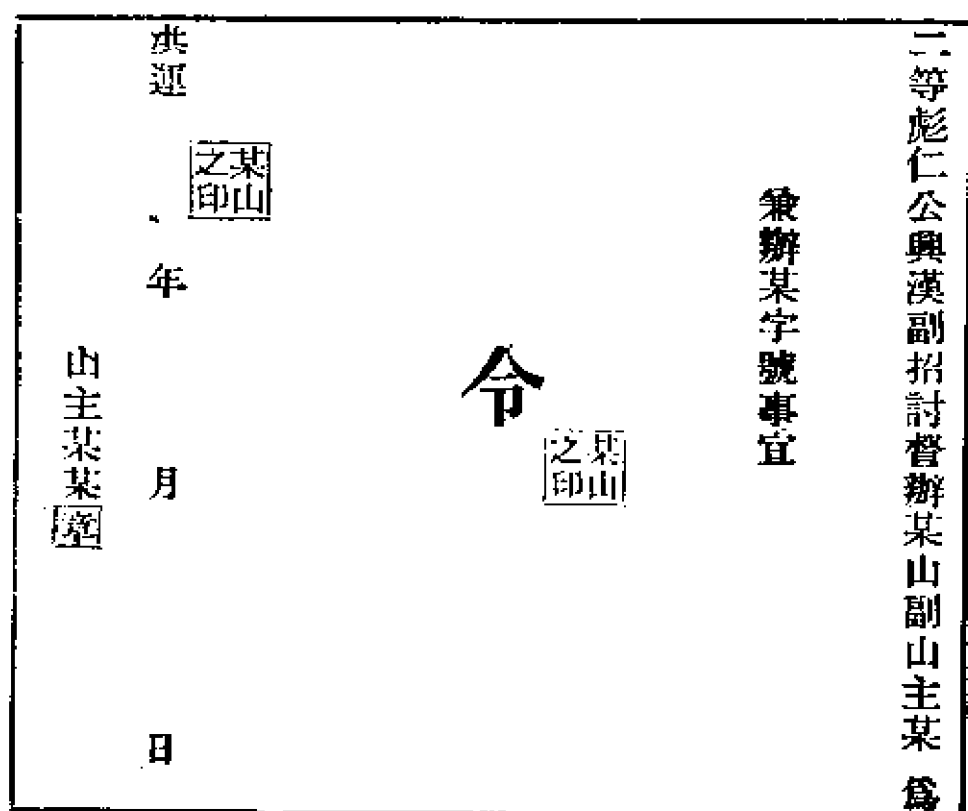 二等彪仁公興漢副招討督辦某山副山主某 爲
兼辦某字號事宜
令
某山
之印
洪運 年 月 日
某山
之印
山主某某